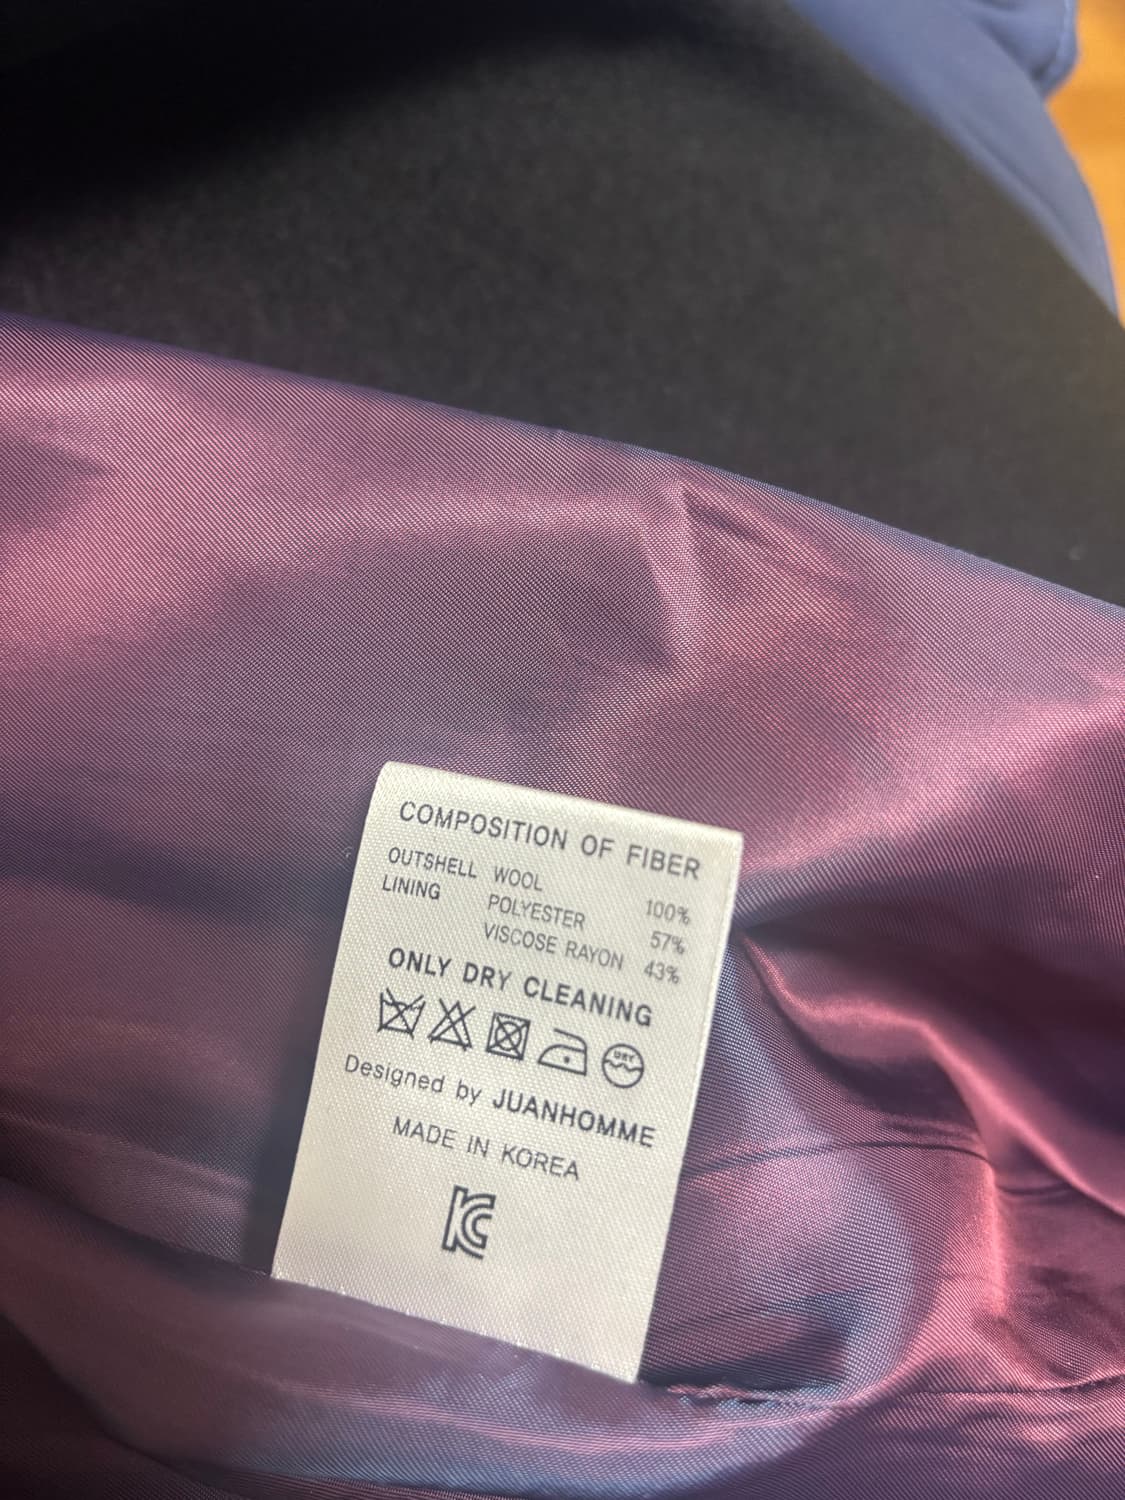 COMPOSITION OF FIBER
OUTSHELL WOOL 100%
LINING POLYESTER 57%
VISCOSE RAYON 43%
ONLY DRY CLEANING
DRY
Designed by JUANHOMME
MADE IN KOREA
KC